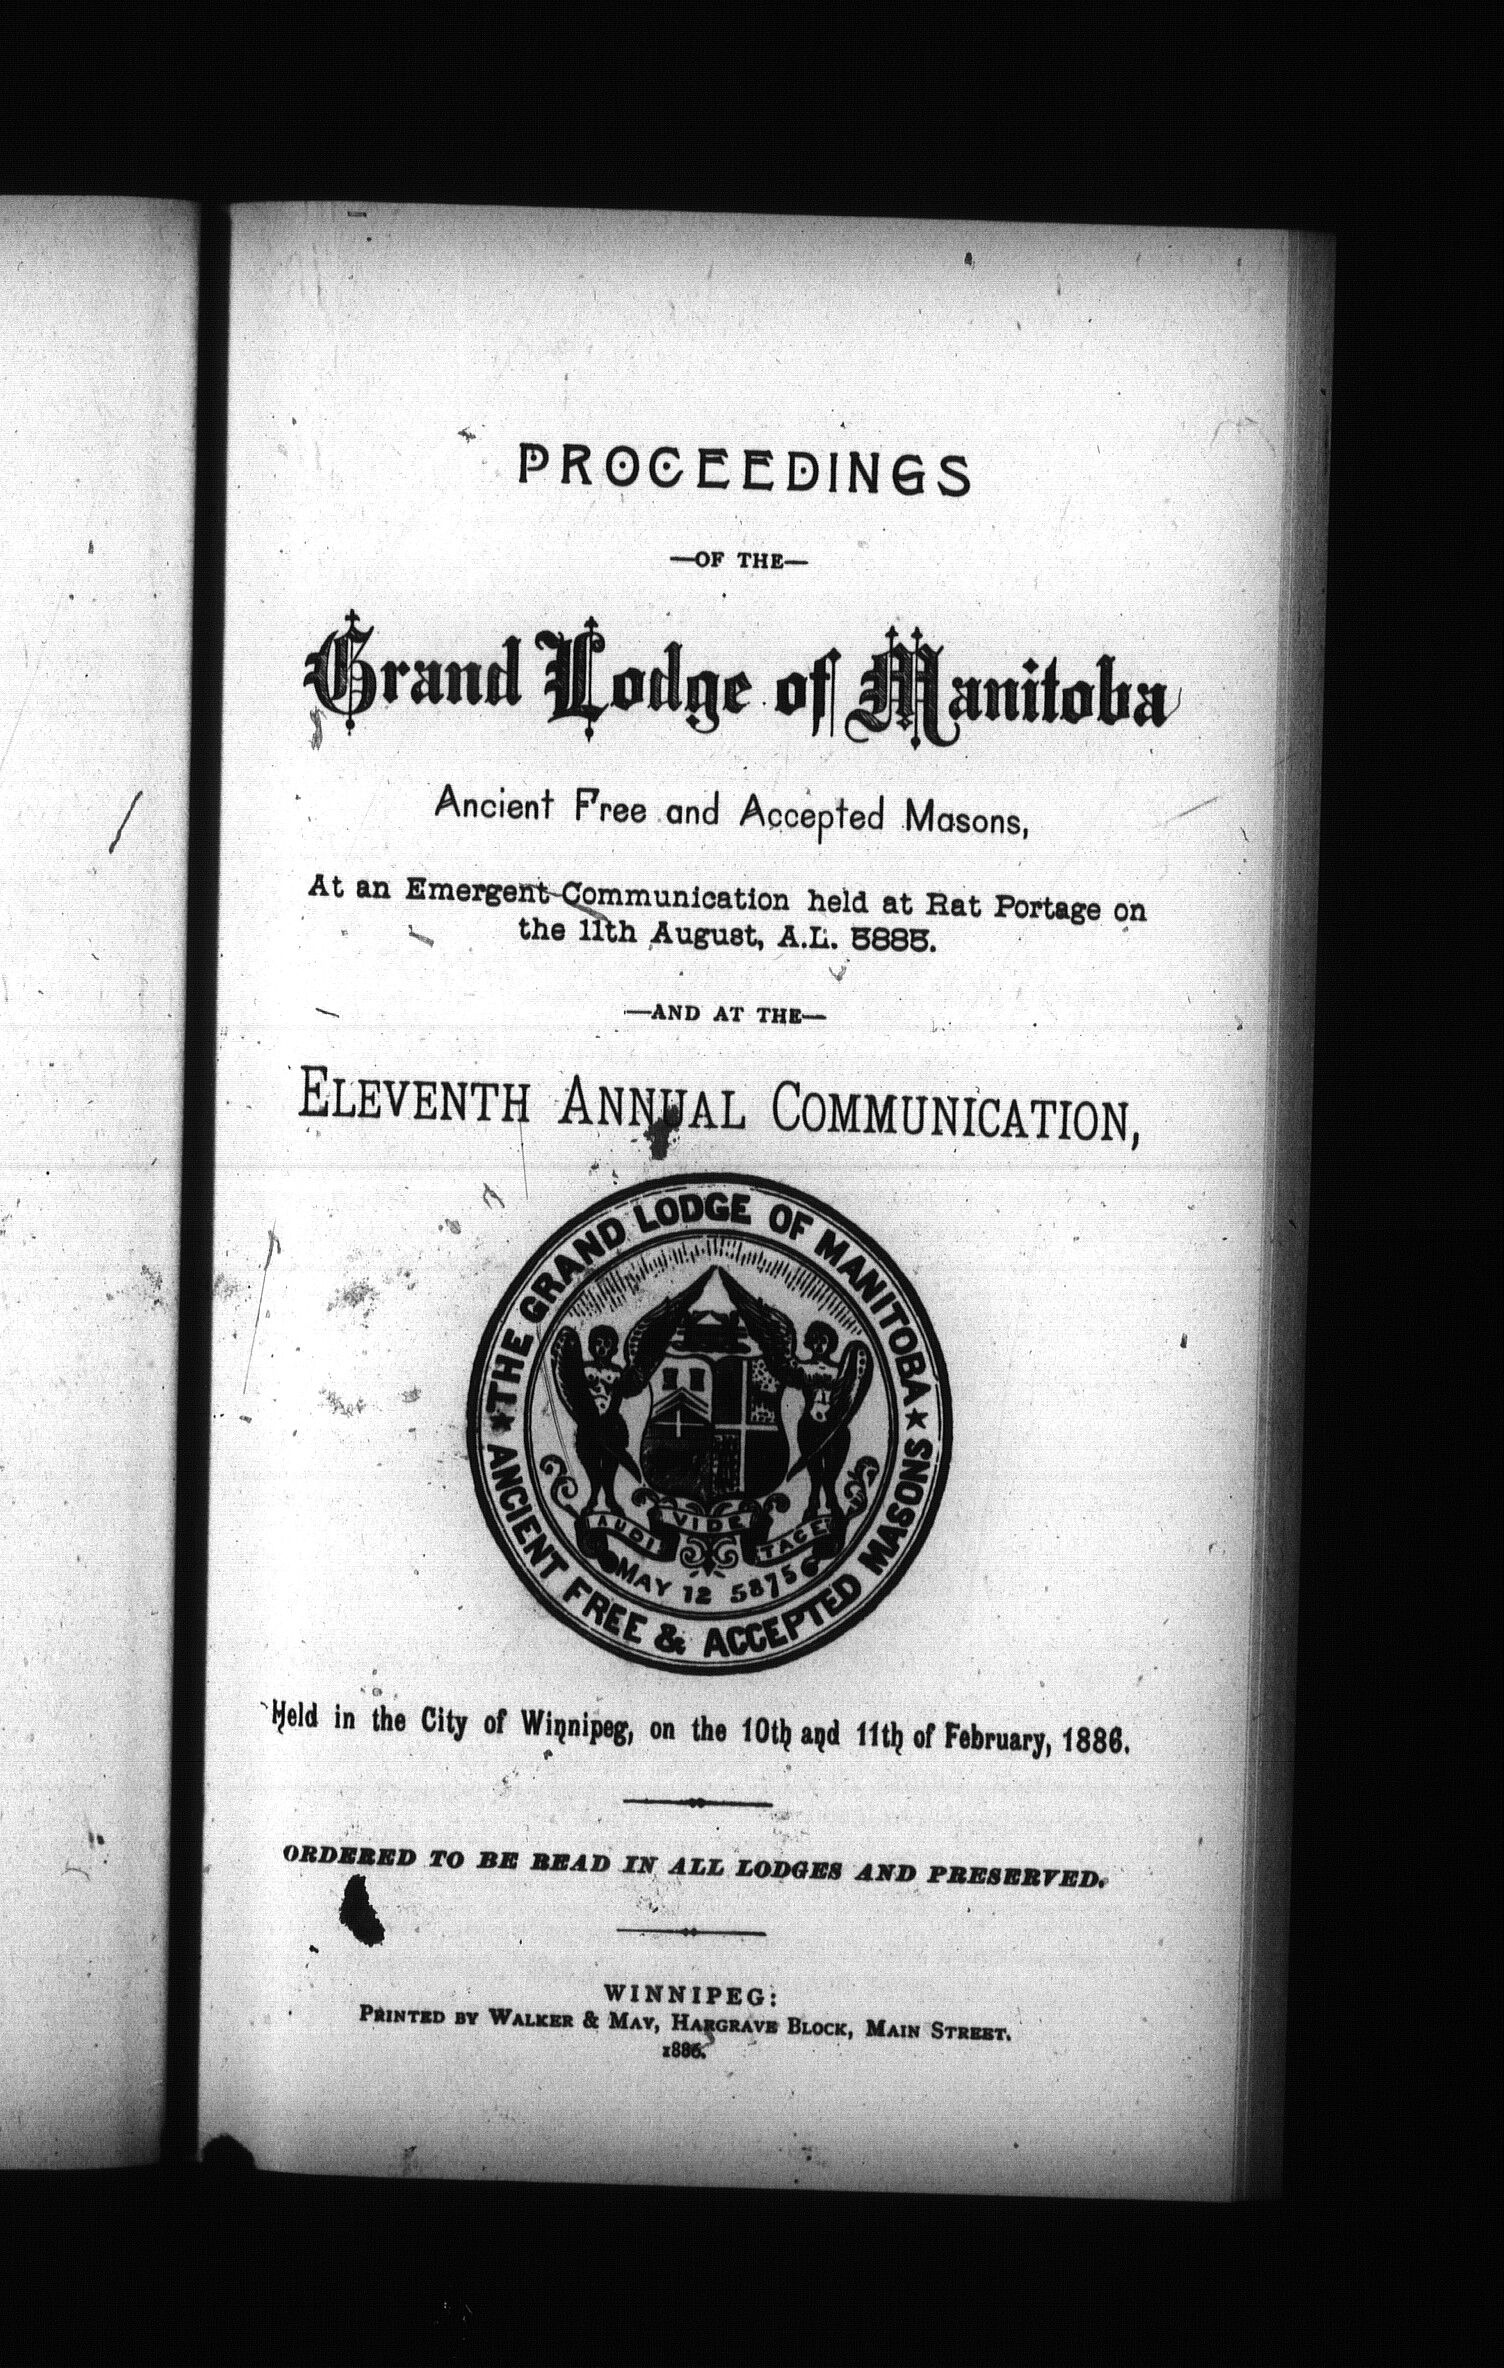 PROCEEDINGS
—OF THE—
Grand Lodge of Manitoba
Ancient Free and Accepted Masons,
At an Emergent Communication held at Rat Portage on
the 11th August, A.L. 5885.
—AND AT THE—
ELEVENTH ANNUAL COMMUNICATION,
★ THE GRAND LODGE OF MANITOBA ★
ANCIENT FREE & ACCEPTED MASONS
AUDI VIDE TACE
MAY 12 5875
Held in the City of Winnipeg, on the 10th and 11th of February, 1886.
ORDERED TO BE READ IN ALL LODGES AND PRESERVED.
WINNIPEG:
PRINTED BY WALKER & MAY, HARGRAVE BLOCK, MAIN STREET.
1886.